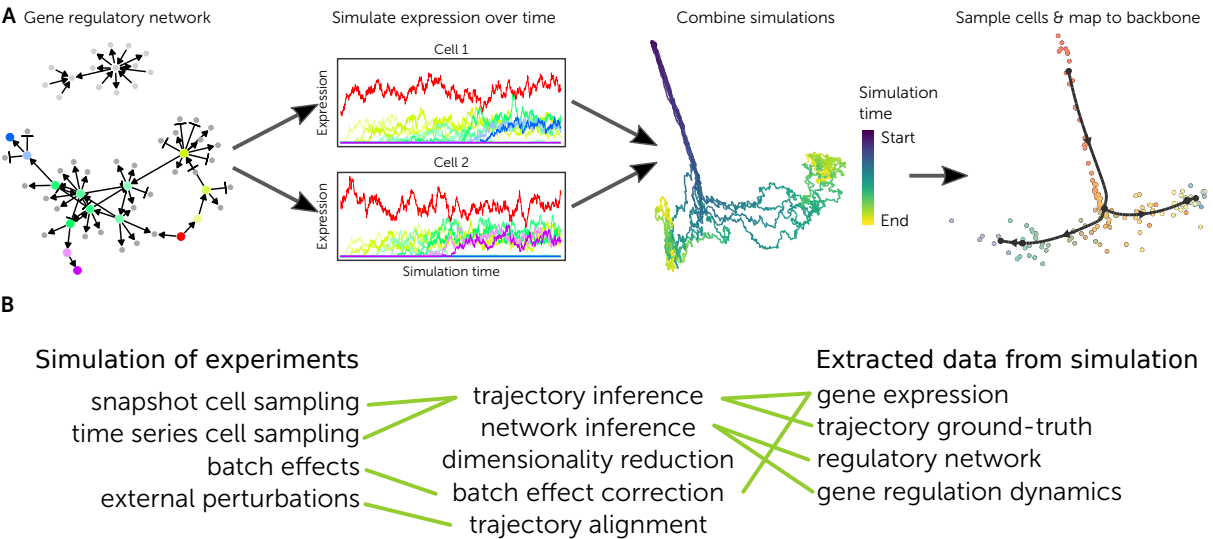 A
Gene regulatory network
Simulate expression over time
Combine simulations
Sample cells & map to backbone
Cell 1
Expression
Cell 2
Expression
Simulation time
Simulation
time
Start
End
B
Simulation of experiments
snapshot cell sampling
time series cell sampling
batch effects
external perturbations
trajectory inference
network inference
dimensionality reduction
batch effect correction
trajectory alignment
Extracted data from simulation
gene expression
trajectory ground-truth
regulatory network
gene regulation dynamics